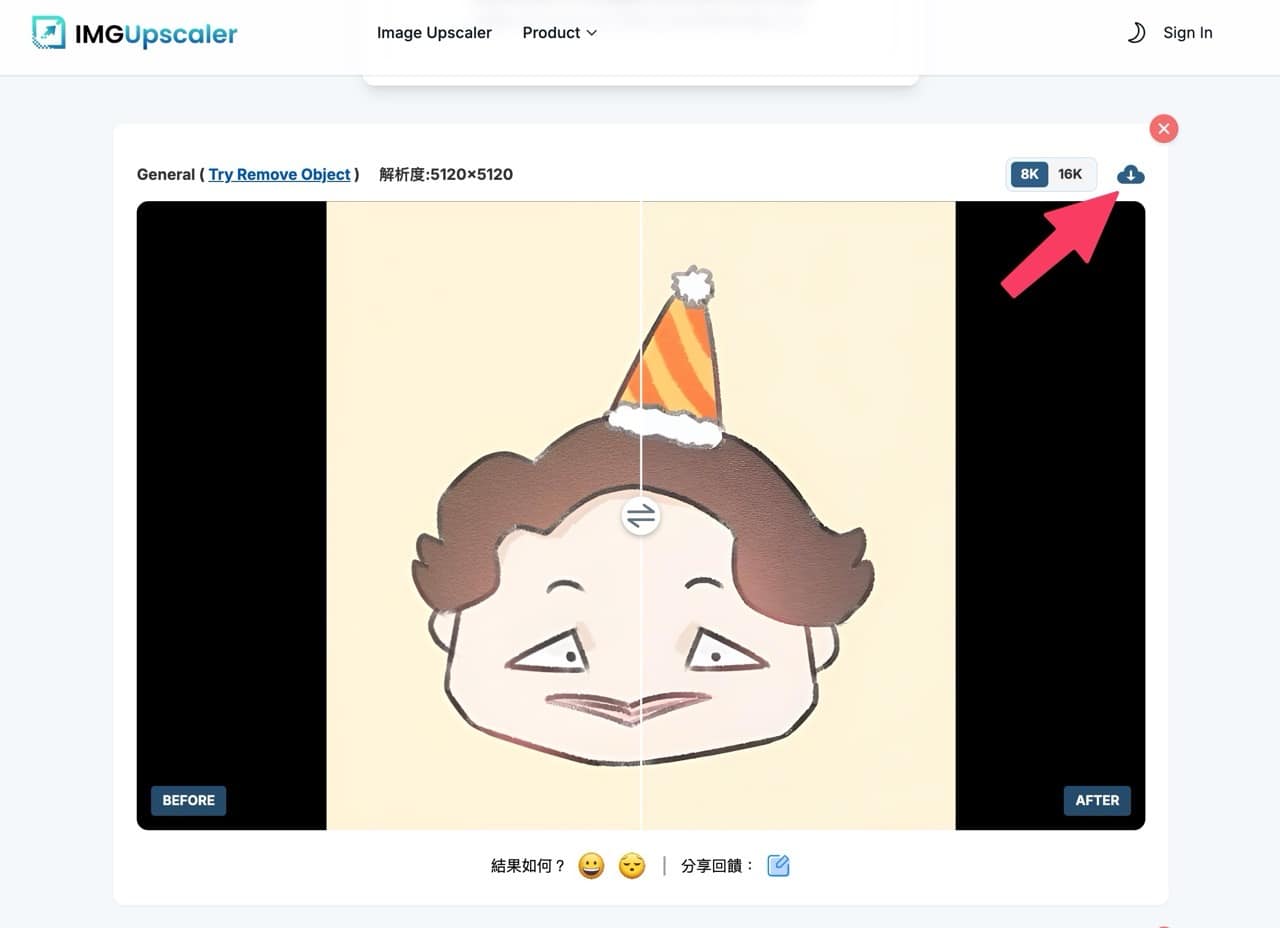 IMGUpscaler
Image Upscaler Product Sign In
General ( Try Remove Object ) 解析度:5120×5120 8K 16K
BEFORE AFTER
結果如何？ | 分享回饋：